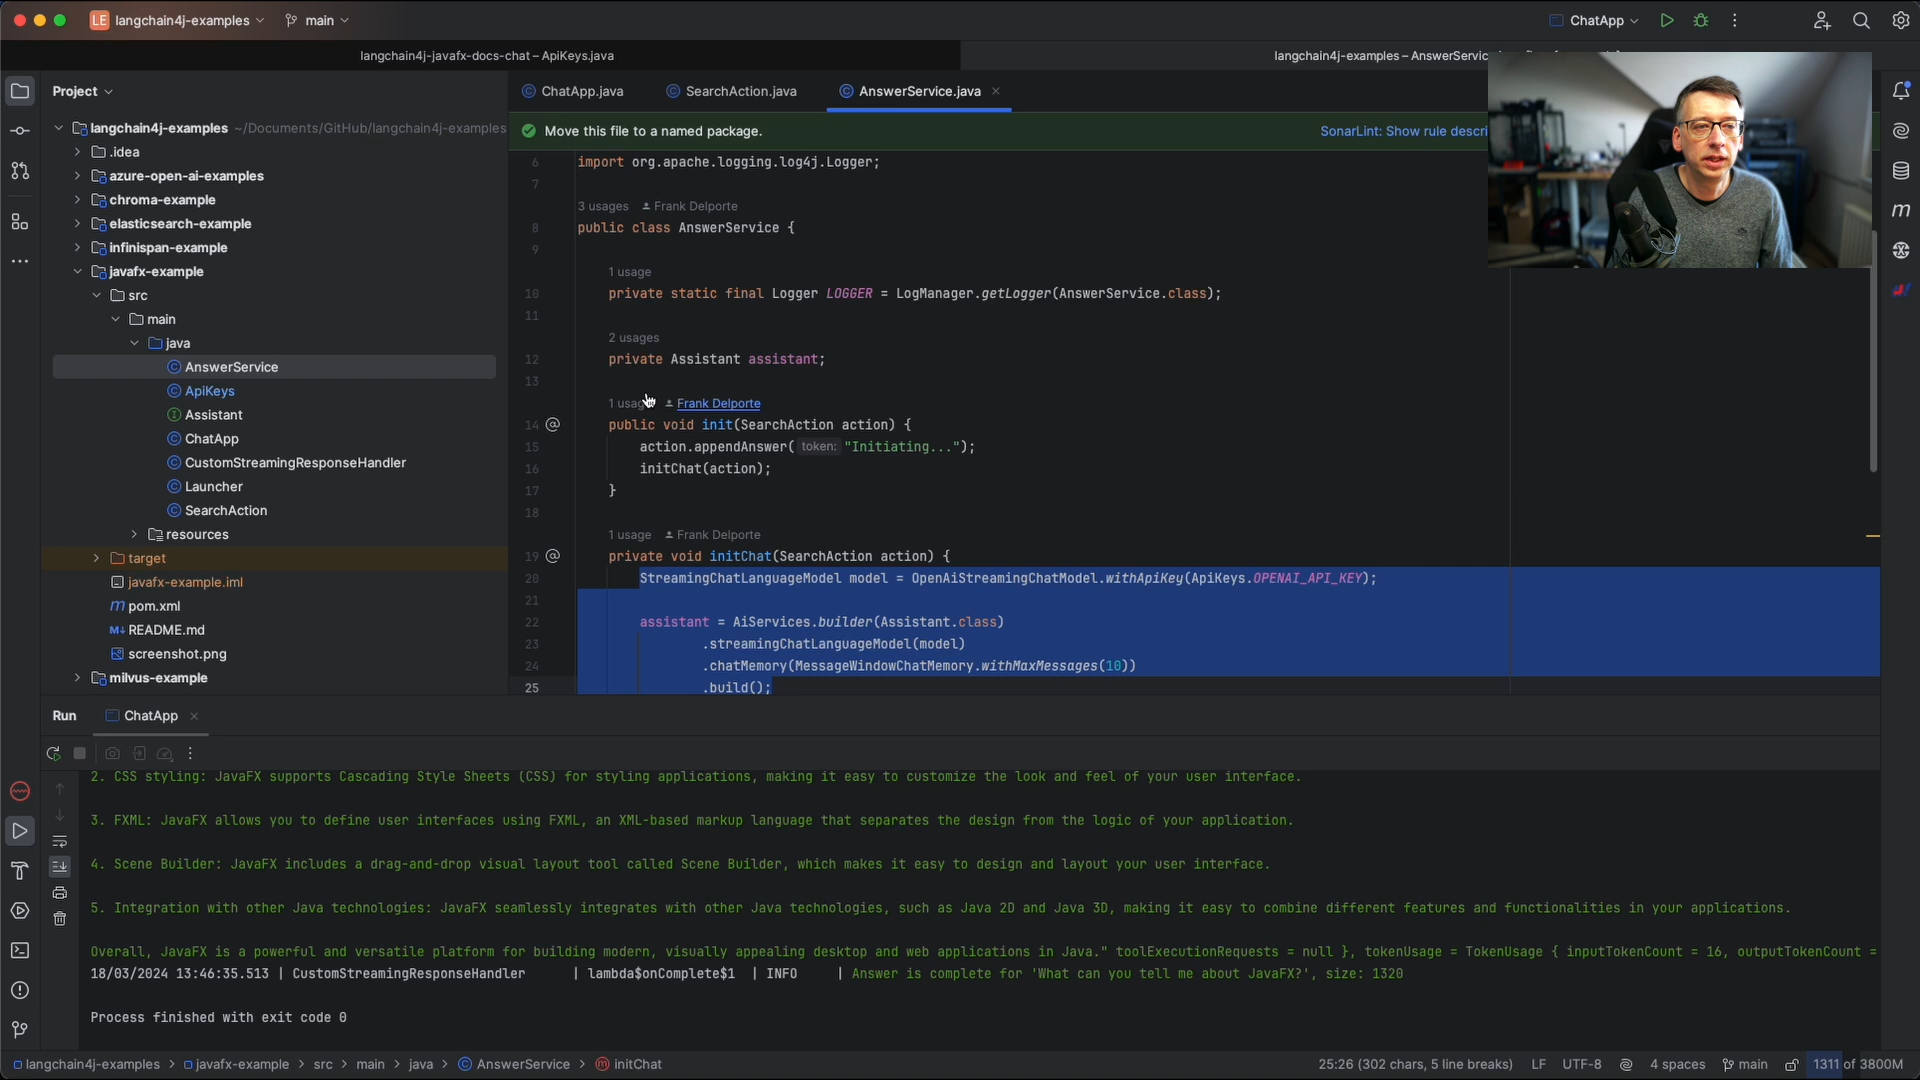 LE langchain4j-examples
main
ChatApp
langchain4j-javafx-docs-chat – ApiKeys.java
langchain4j-examples – AnswerServic
Project
ChatApp.java
SearchAction.java
AnswerService.java
Move this file to a named package.
SonarLint: Show rule descri
langchain4j-examples ~/Documents/GitHub/langchain4j-examples
.idea
azure-open-ai-examples
chroma-example
elasticsearch-example
infinispan-example
javafx-example
src
main
java
AnswerService
ApiKeys
Assistant
ChatApp
CustomStreamingResponseHandler
Launcher
SearchAction
resources
target
javafx-example.iml
pom.xml
README.md
screenshot.png
milvus-example
6 import org.apache.logging.log4j.Logger;
7
3 usages Frank Delporte
8 public class AnswerService {
9
1 usage
10 private static final Logger LOGGER = LogManager.getLogger(AnswerService.class);
11
2 usages
12 private Assistant assistant;
13
1 usage Frank Delporte
14 public void init(SearchAction action) {
15 action.appendAnswer( token: "Initiating...");
16 initChat(action);
17 }
18
1 usage Frank Delporte
19 private void initChat(SearchAction action) {
20 StreamingChatLanguageModel model = OpenAiStreamingChatModel.withApiKey(ApiKeys.OPENAI_API_KEY);
21
22 assistant = AiServices.builder(Assistant.class)
23 .streamingChatLanguageModel(model)
24 .chatMemory(MessageWindowChatMemory.withMaxMessages(10))
25 .build();
Run ChatApp
2. CSS styling: JavaFX supports Cascading Style Sheets (CSS) for styling applications, making it easy to customize the look and feel of your user interface.
3. FXML: JavaFX allows you to define user interfaces using FXML, an XML-based markup language that separates the design from the logic of your application.
4. Scene Builder: JavaFX includes a drag-and-drop visual layout tool called Scene Builder, which makes it easy to design and layout your user interface.
5. Integration with other Java technologies: JavaFX seamlessly integrates with other Java technologies, such as Java 2D and Java 3D, making it easy to combine different features and functionalities in your applications.
Overall, JavaFX is a powerful and versatile platform for building modern, visually appealing desktop and web applications in Java." toolExecutionRequests = null }, tokenUsage = TokenUsage { inputTokenCount = 16, outputTokenCount =
18/03/2024 13:46:35.513 | CustomStreamingResponseHandler | lambda$onComplete$1 | INFO | Answer is complete for 'What can you tell me about JavaFX?', size: 1320
Process finished with exit code 0
langchain4j-examples > javafx-example > src > main > java > AnswerService > initChat
25:26 (302 chars, 5 line breaks) LF UTF-8 4 spaces main 1311 of 3800M